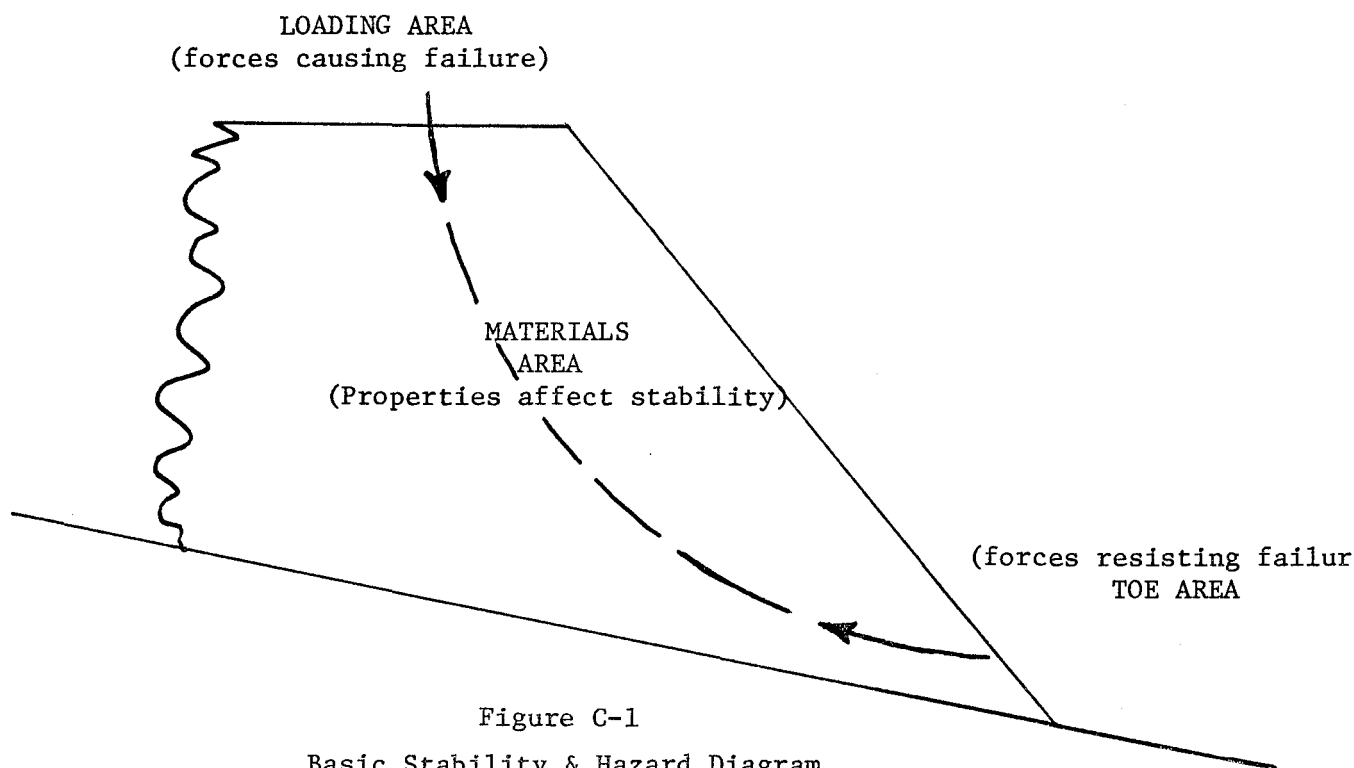 LOADING AREA
(forces causing failure)
MATERIALS
AREA
(Properties affect stability)
(forces resisting failur
TOE AREA
Figure C-1
Basic Stability & Hazard Diagram